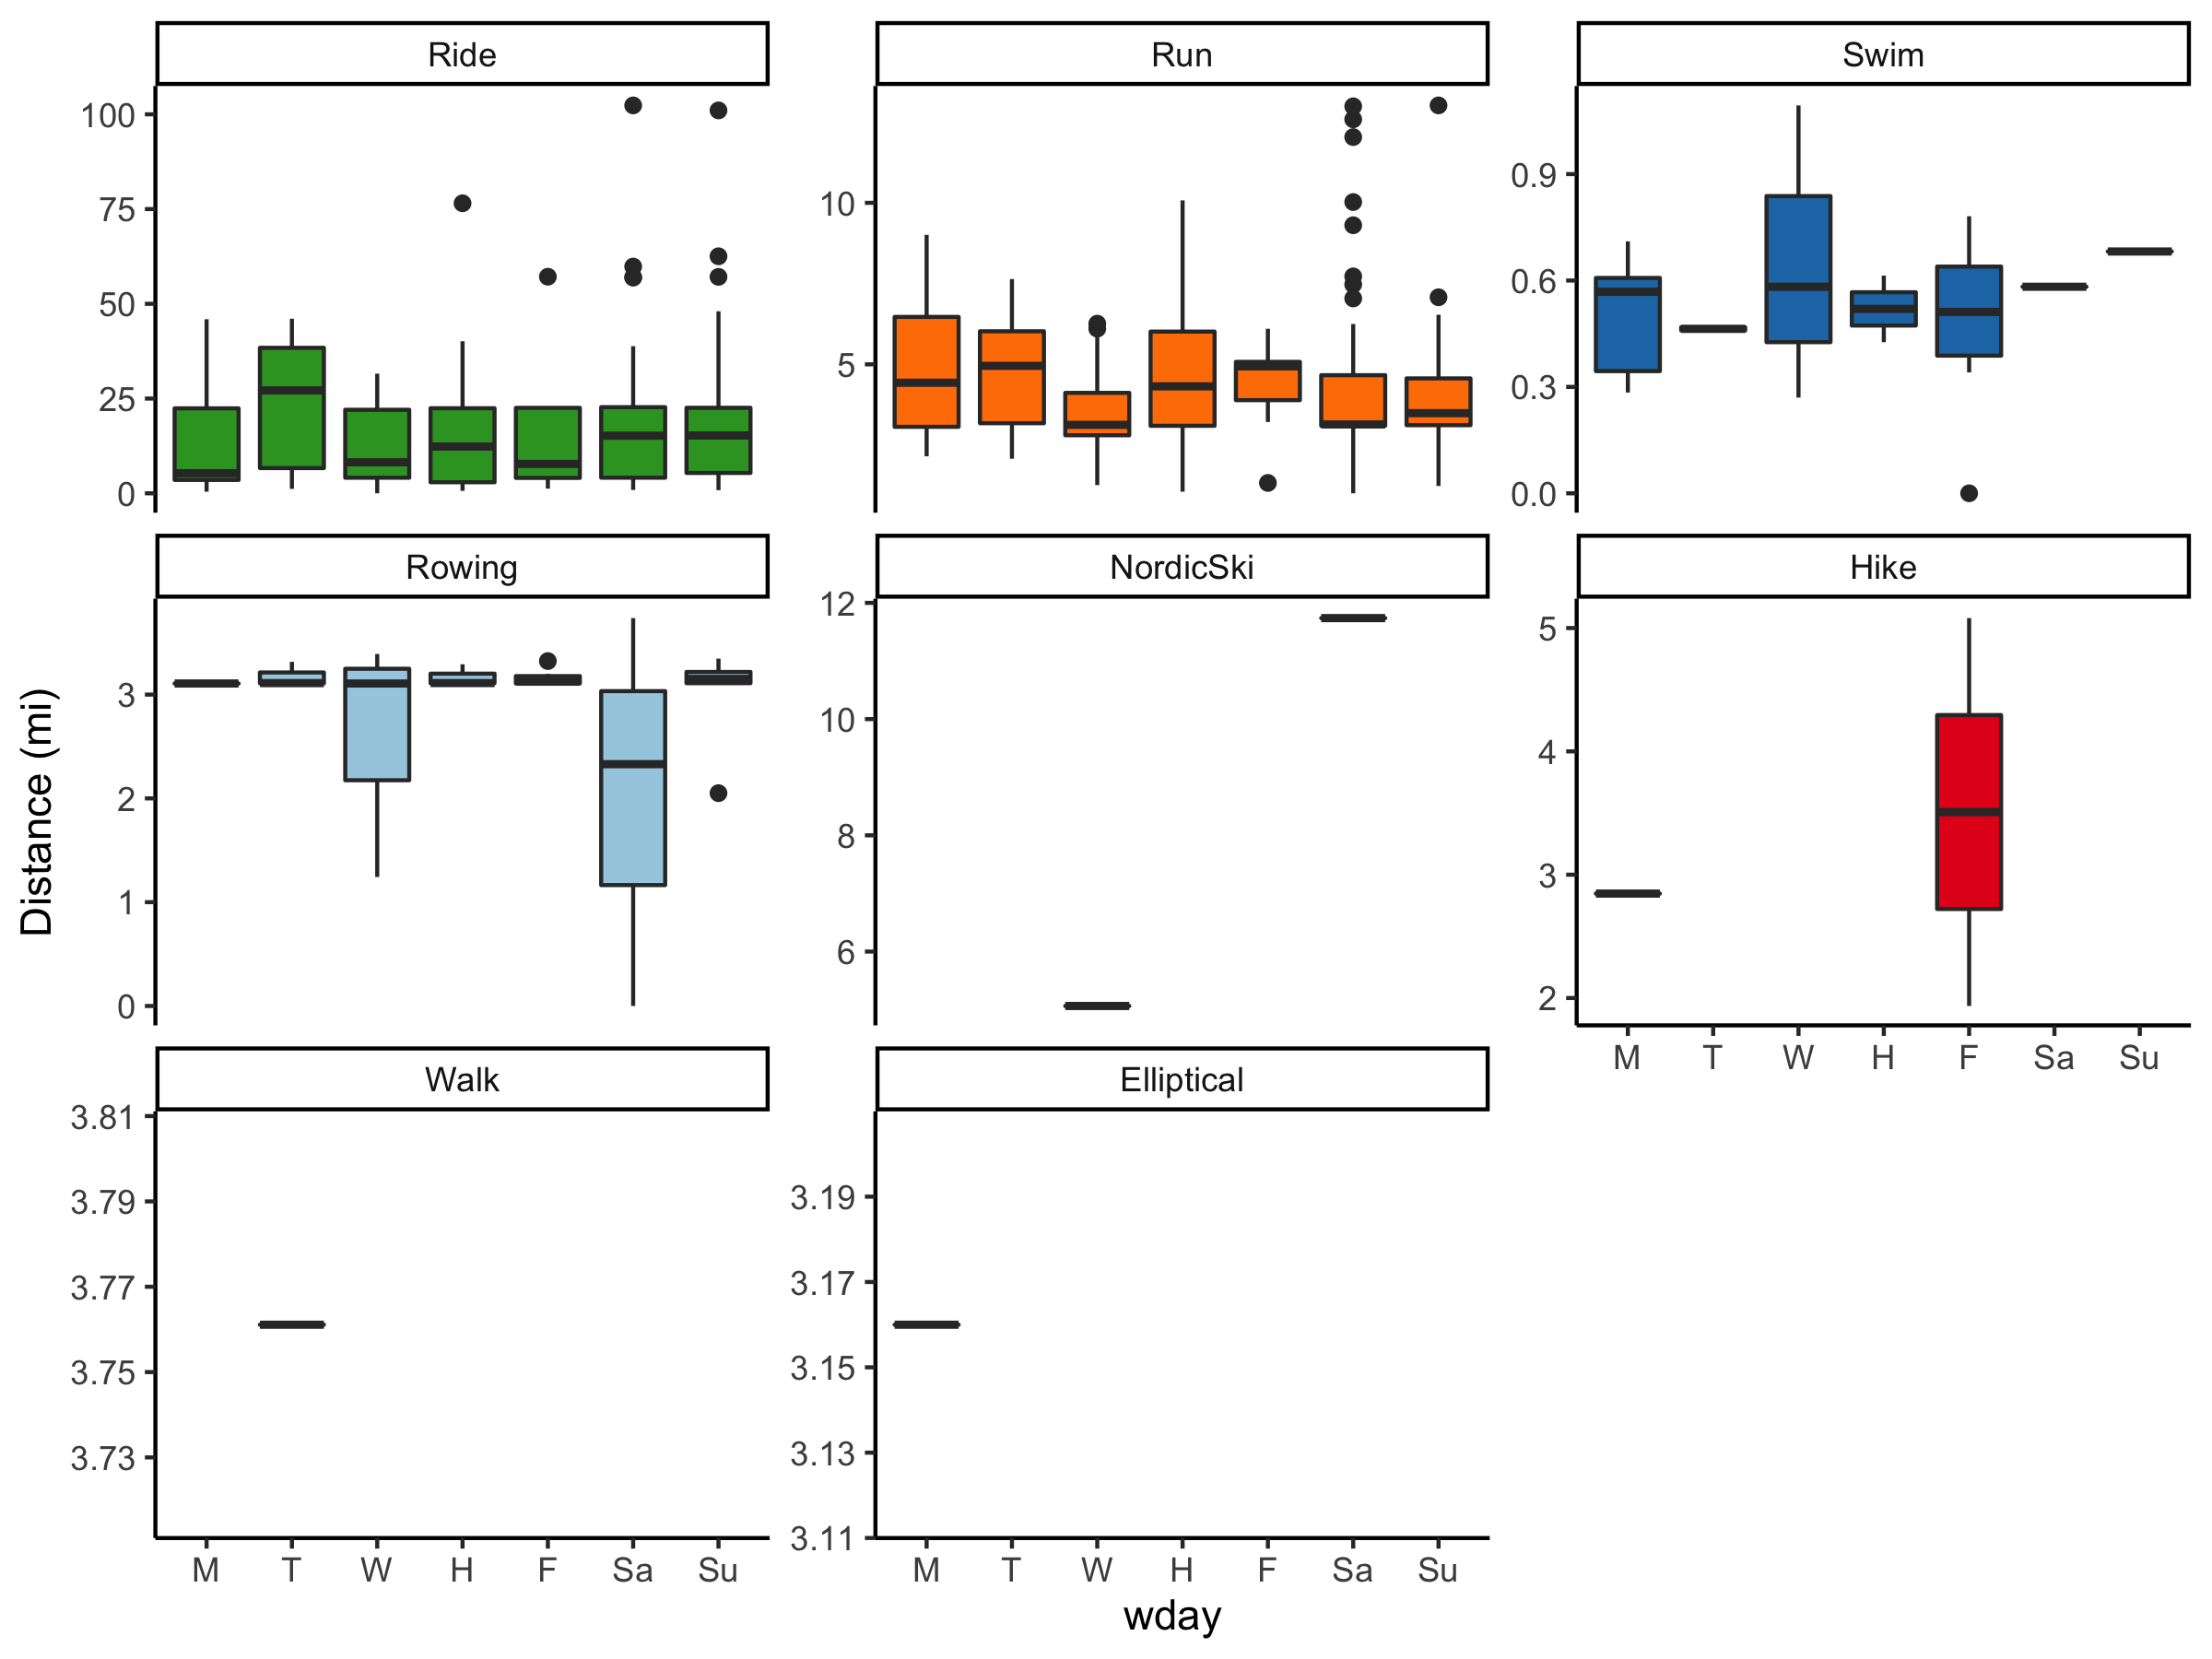 Ride
Run
Swim
100
75
50
25
0
10
5
0.9
0.6
0.3
0.0
Rowing
NordicSki
Hike
3
2
1
0
12
10
8
6
5
4
3
2
M T W H F Sa Su
Walk
Elliptical
3.81
3.79
3.77
3.75
3.73
3.19
3.17
3.15
3.13
3.11
M T W H F Sa Su
M T W H F Sa Su
wday
Distance (mi)